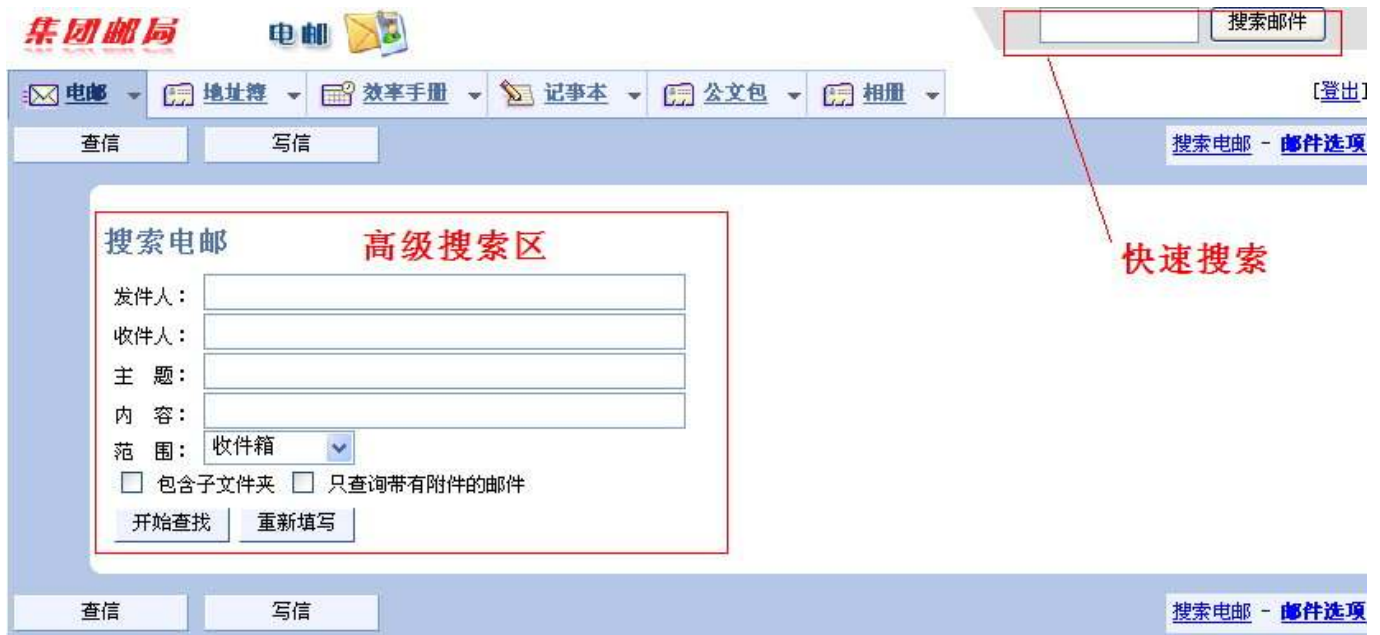 集团邮局 电邮 搜索邮件
电邮 地址簿 效率手册 记事本 公文包 相册 [登出]
查信 写信 搜索电邮 - 邮件选项
搜索电邮 高级搜索区
快速搜索
发件人：
收件人：
主 题：
内 容：
范 围： 收件箱
包含子文件夹 只查询带有附件的邮件
开始查找 重新填写
查信 写信 搜索电邮 - 邮件选项